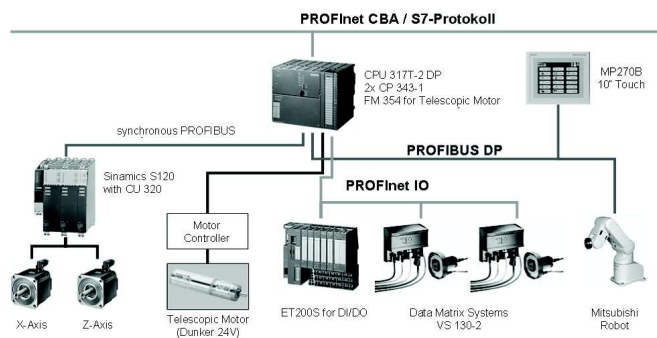 PROFInet CBA / S7-Protokoll
CPU 317T-2 DP
2x CP 343-1
FM 354 for Telescopic Motor
MP270B
10" Touch
synchronous PROFIBUS
PROFIBUS DP
Sinamics S120
with CU 320
PROFInet IO
Motor
Controller
X-Axis
Z-Axis
Telescopic Motor
(Dunker 24V)
ET200S for DI/DO
Data Matrix Systems
VS 130-2
Mitsubishi
Robot